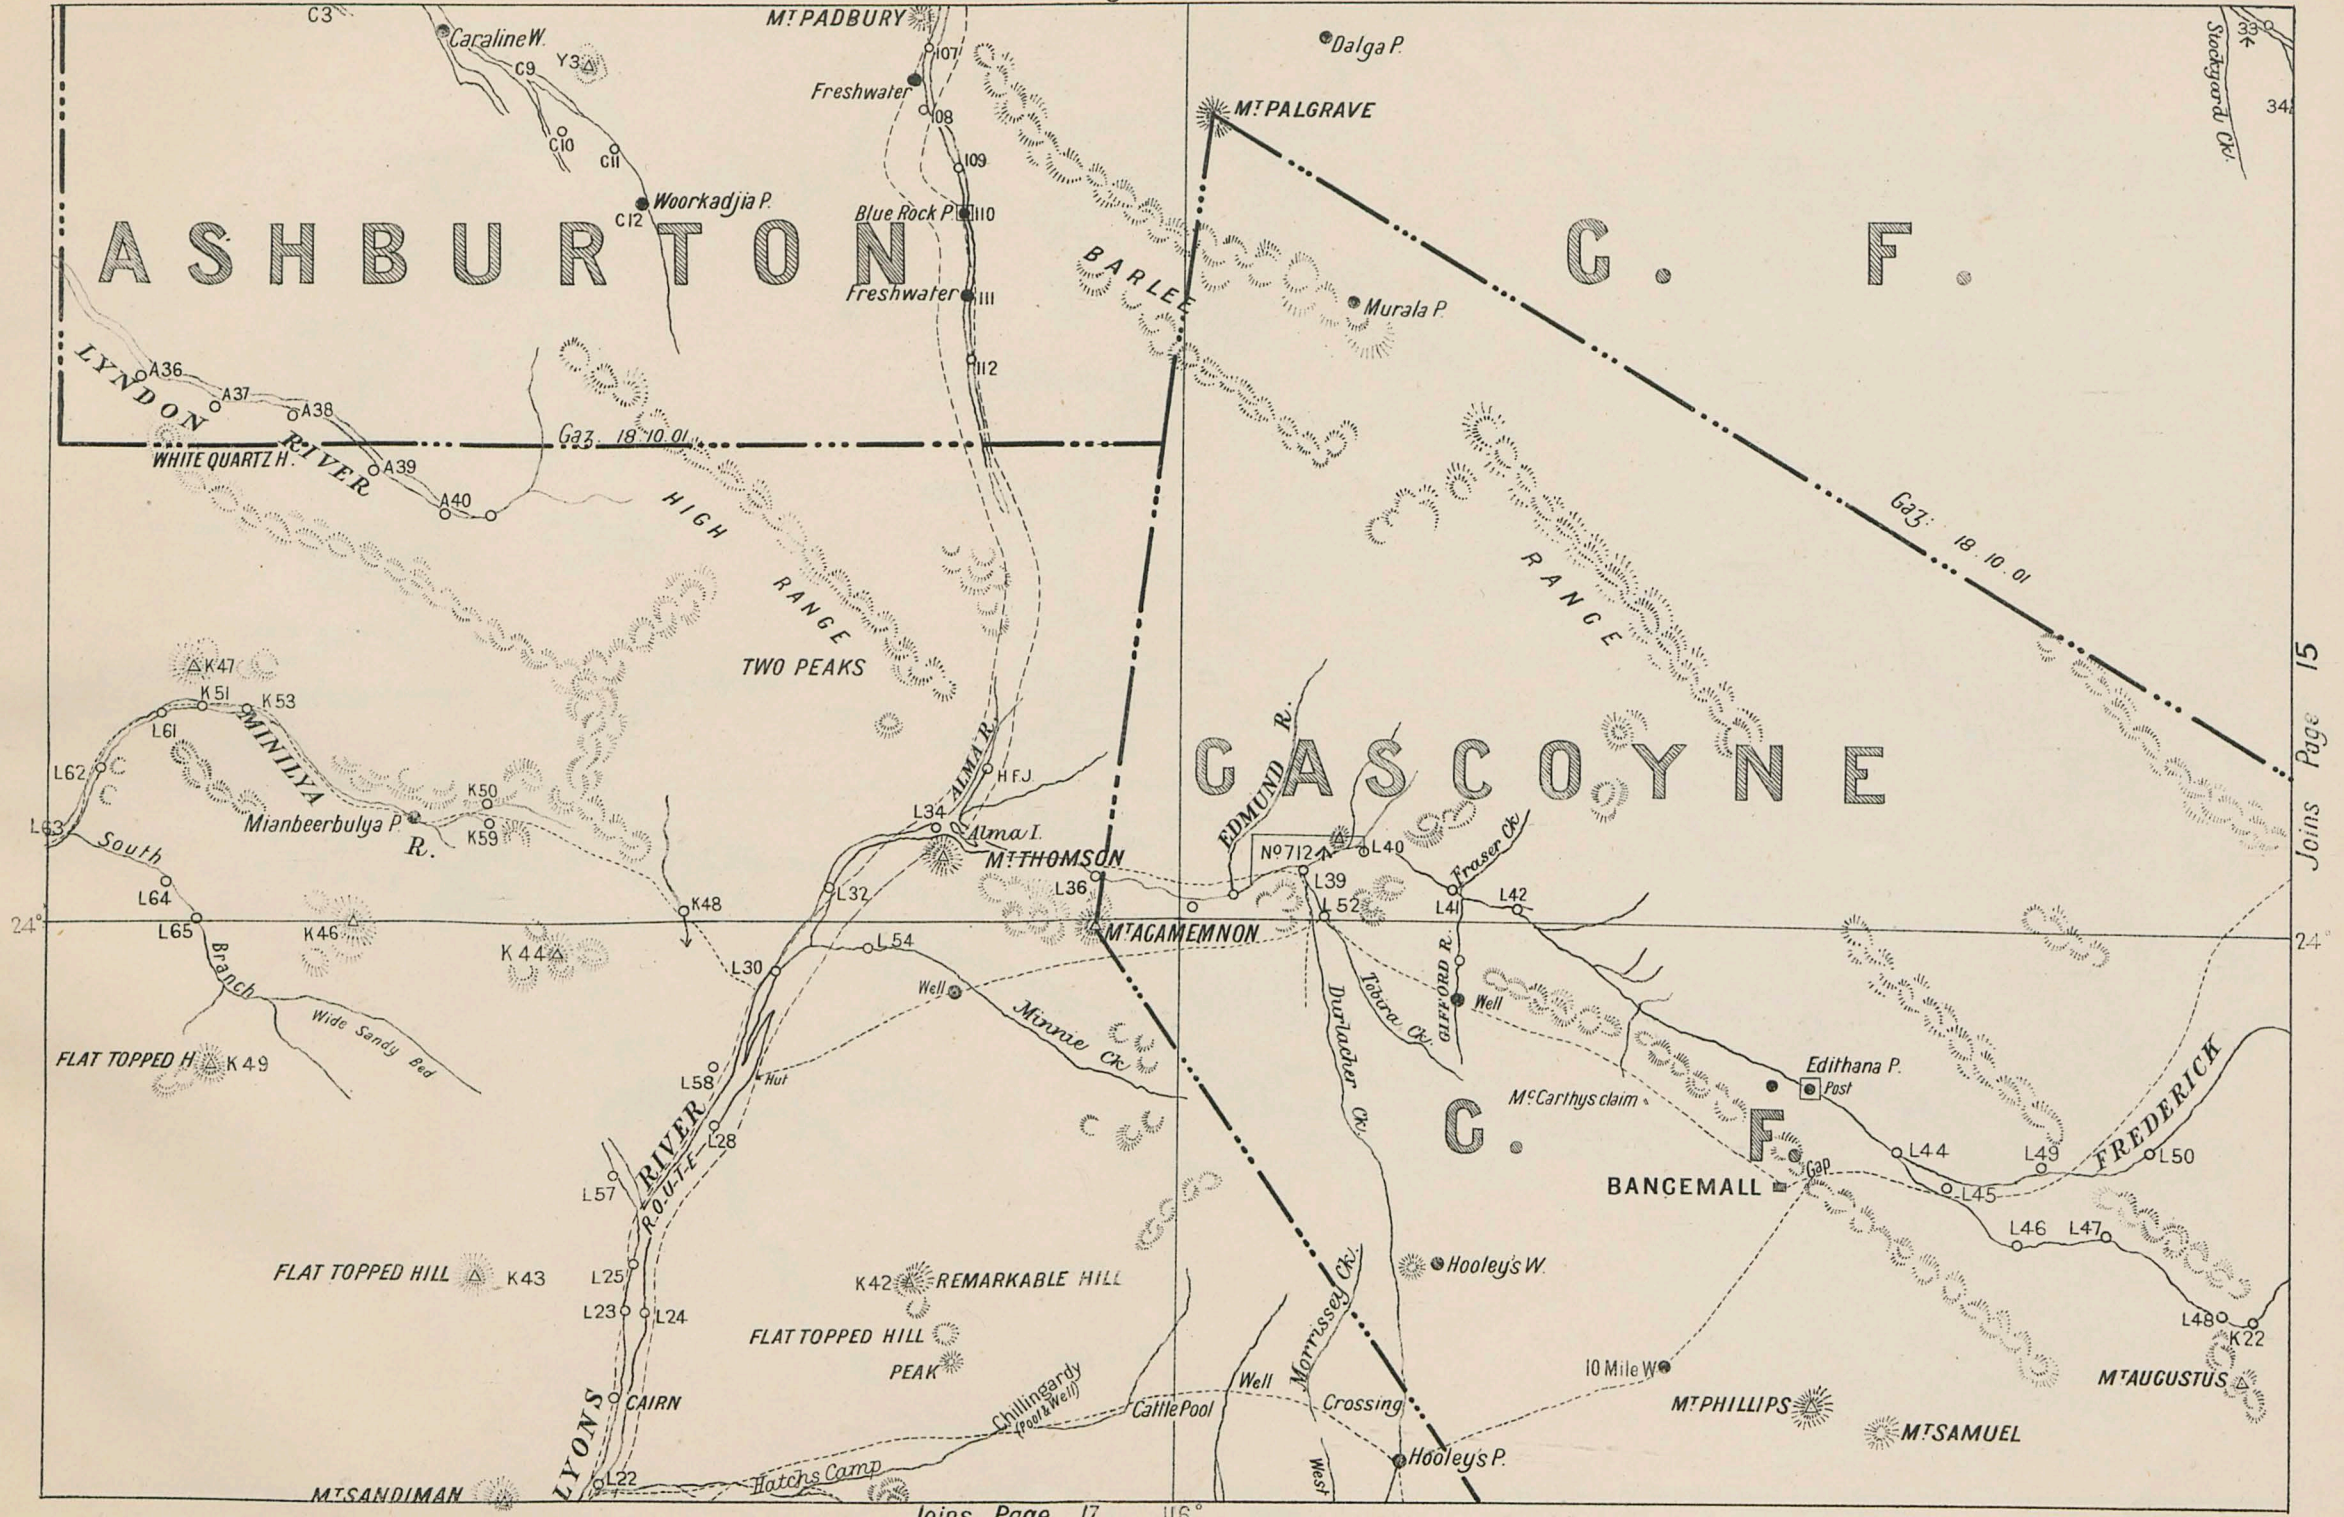 C3
Caraline W.
C9
Y3
C10
C11
Woorkadjia P.
C12
MT PADBURY
107
Freshwater
108
109
Blue Rock P.
110
Freshwater
111
112
Dalga P.
MT PALGRAVE
Stockyard Ck.
33
34
ASHBURTON
G. F.
BARLEE
RANGE
Murala P.
LYNDON
RIVER
A36
A37
A38
A39
A40
WHITE QUARTZ H.
Gaz. 18.10.01
HIGH
RANGE
TWO PEAKS
Gaz: 18.10.01
Joins Page 15
K47
K51
K53
L61
L62
L63
MINILYA
R.
Mianbeerbulya P.
K50
K59
South
Branch
L64
L65
24°
K46
K44
K48
Wide Sandy Bed
FLAT TOPPED H
K49
ALMA R.
H F J.
L34
Alma I.
MT THOMSON
L36
L32
L30
L54
Well
Minnie Ck
MT AGAMEMNON
GASCOYNE
G. F.
EDMUND R.
No 712
L40
L39
L52
Fraser Ck
L41
L42
24°
GIFFORD R.
Well
Tobira Ck.
Durlacher Ck.
McCarthys claim
Edithana P.
Post
Gap
BANGEMALL
L44
L45
L49
L50
FREDERICK
L46
L47
L48
K22
MT AUGUSTUS
L58
Hut
RIVER
R-O-U-T-E
L28
L57
L25
L23
L24
CAIRN
LYONS
L22
FLAT TOPPED HILL
K43
K42
REMARKABLE HILL
FLAT TOPPED HILL
PEAK
Chillingardy
(Pool & Well)
Cattle Pool
Well
Crossing
Morrissey Ck.
Hooley's W.
10 Mile W
MT PHILLIPS
MT SAMUEL
Hooley's P.
West
Hatchs Camp
MT SANDIMAN
Joins Page 17
116°